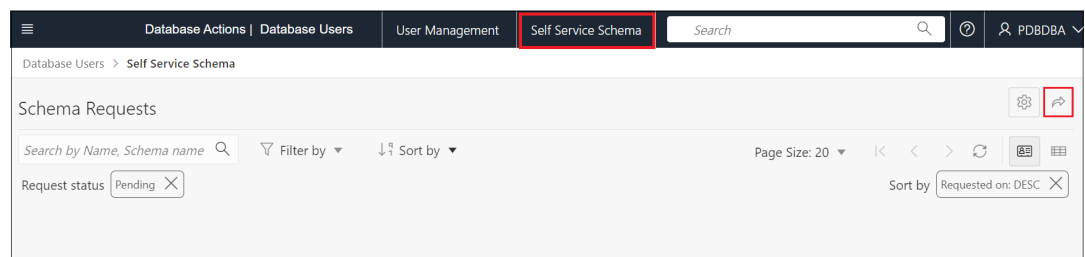 Database Actions | Database Users User Management Self Service Schema Search PDBDBA
Database Users > Self Service Schema
Schema Requests
Search by Name, Schema name Filter by Sort by Page Size: 20
Request status Pending Sort by Requested on: DESC